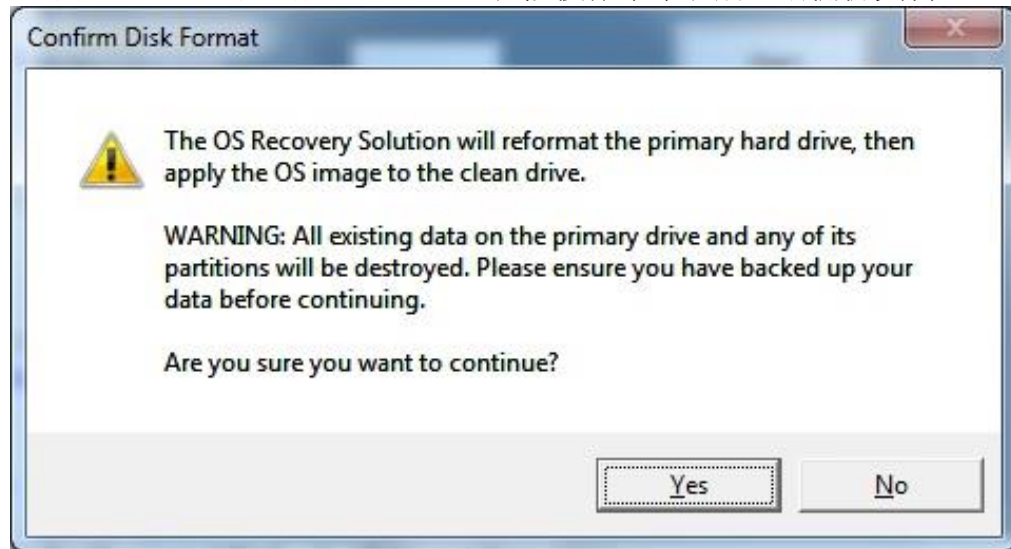 Confirm Disk Format
The OS Recovery Solution will reformat the primary hard drive, then
apply the OS image to the clean drive.
WARNING: All existing data on the primary drive and any of its
partitions will be destroyed. Please ensure you have backed up your
data before continuing.
Are you sure you want to continue?
Yes
No